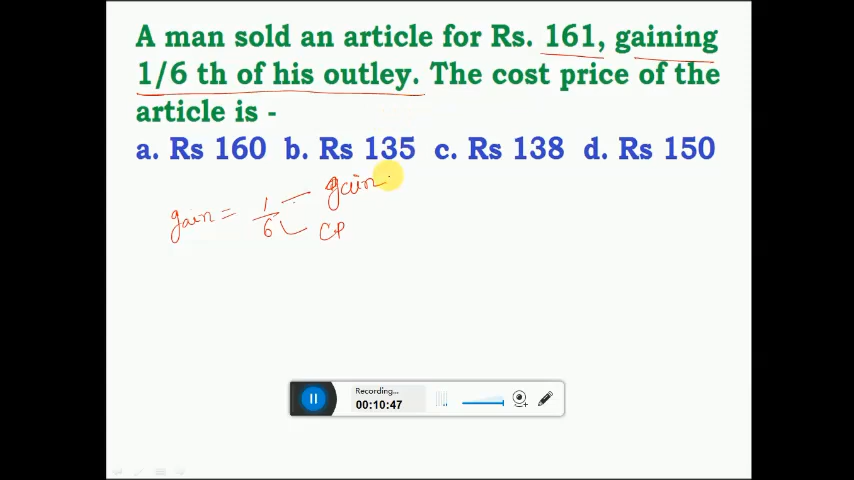 A man sold an article for Rs. 161, gaining
1/6 th of his outley. The cost price of the
article is -
a. Rs 160 b. Rs 135 c. Rs 138 d. Rs 150
gain = 1/6 gain
CP
Recording...
00:10:47